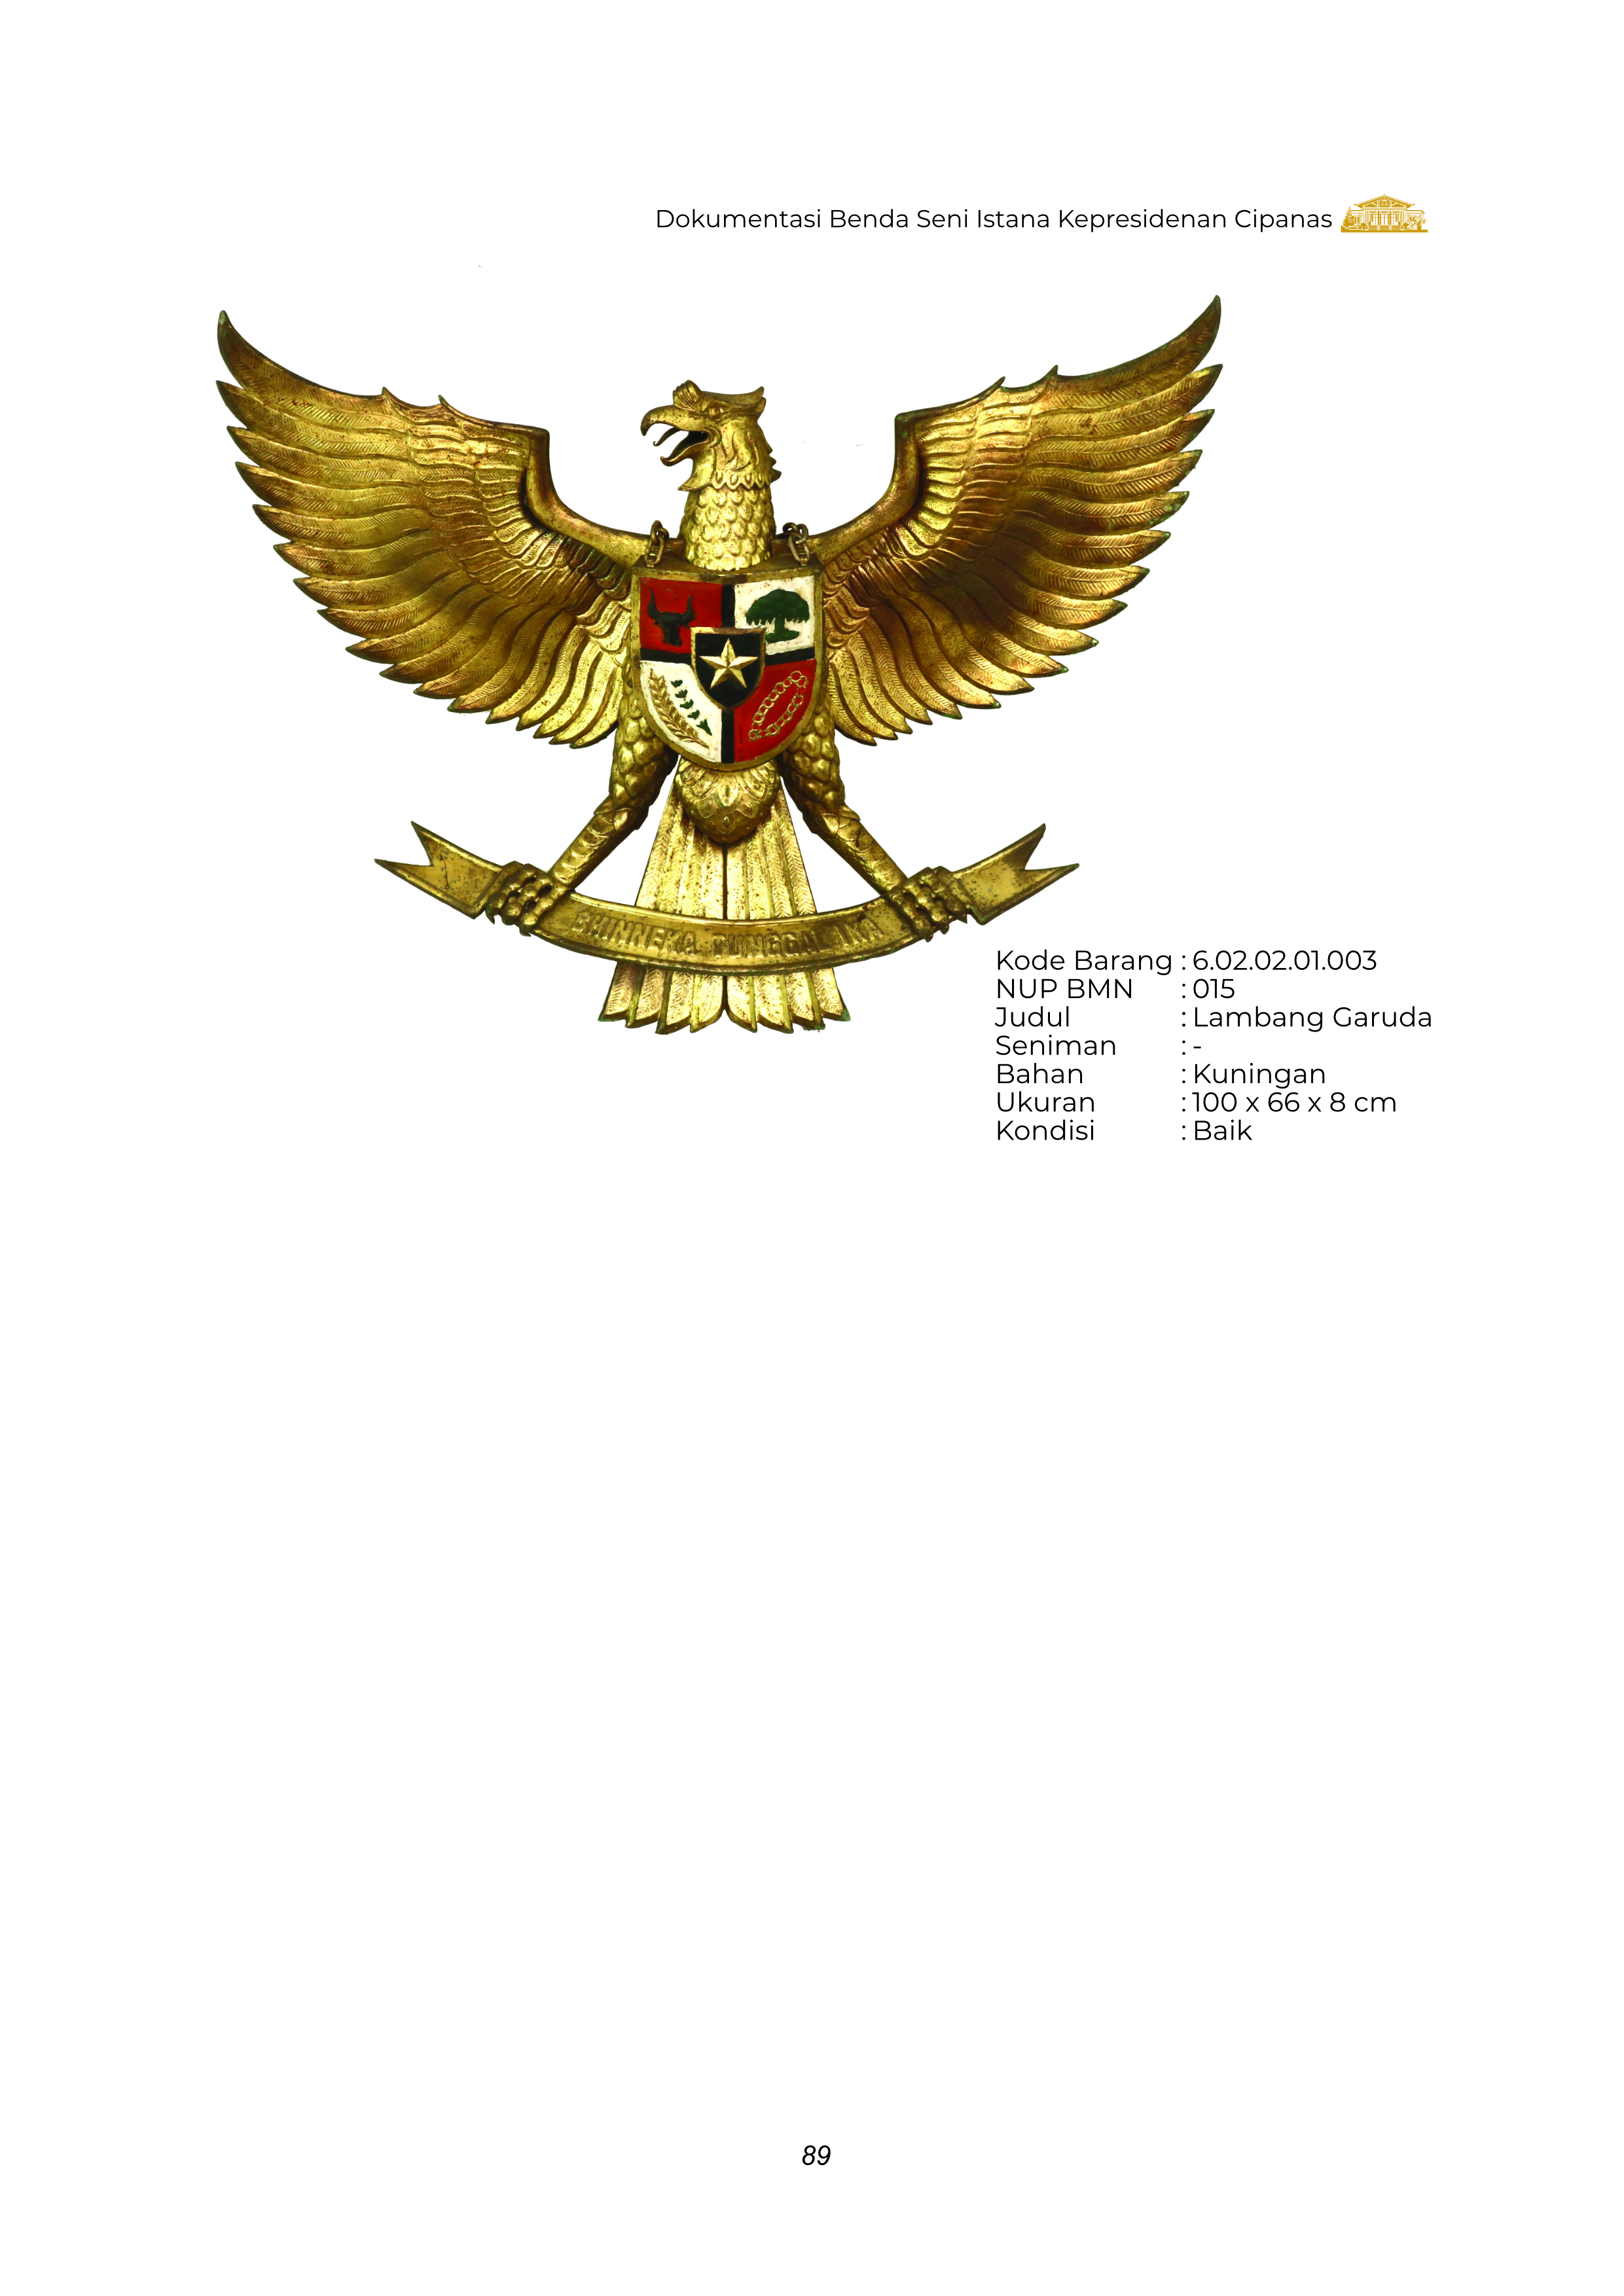 Dokumentasi Benda Seni Istana Kepresidenan Cipanas
BHINNEKA TUNGGAL IKA
Kode Barang : 6.02.02.01.003
NUP BMN : 015
Judul : Lambang Garuda
Seniman : -
Bahan : Kuningan
Ukuran : 100 x 66 x 8 cm
Kondisi : Baik
89